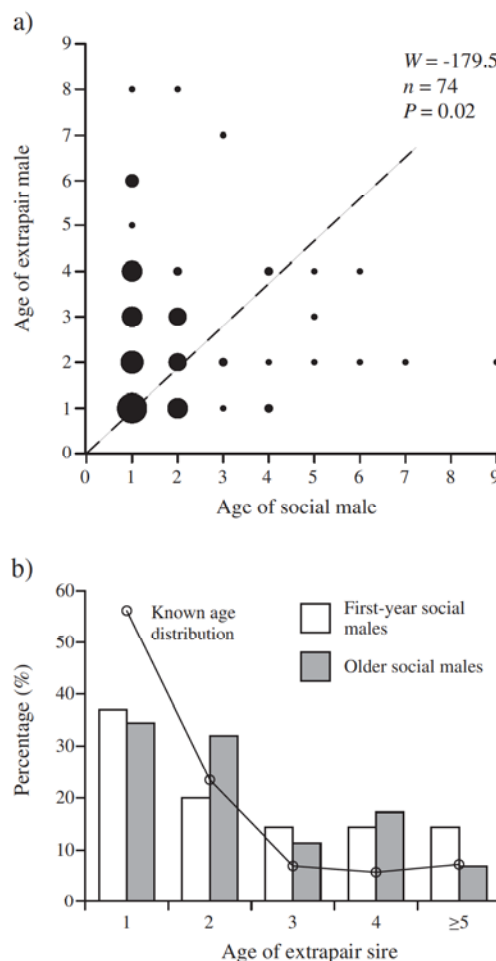 a)
9
8
7
6
5
4
3
2
1
0
W = -179.5
n = 74
P = 0.02
Age of extrapair male
0 1 2 3 4 5 6 7 8 9
Age of social male
b)
60
50
40
30
20
10
0
Known age
distribution
First-year social
males
Older social males
Percentage (%)
1 2 3 4 ≥5
Age of extrapair sire